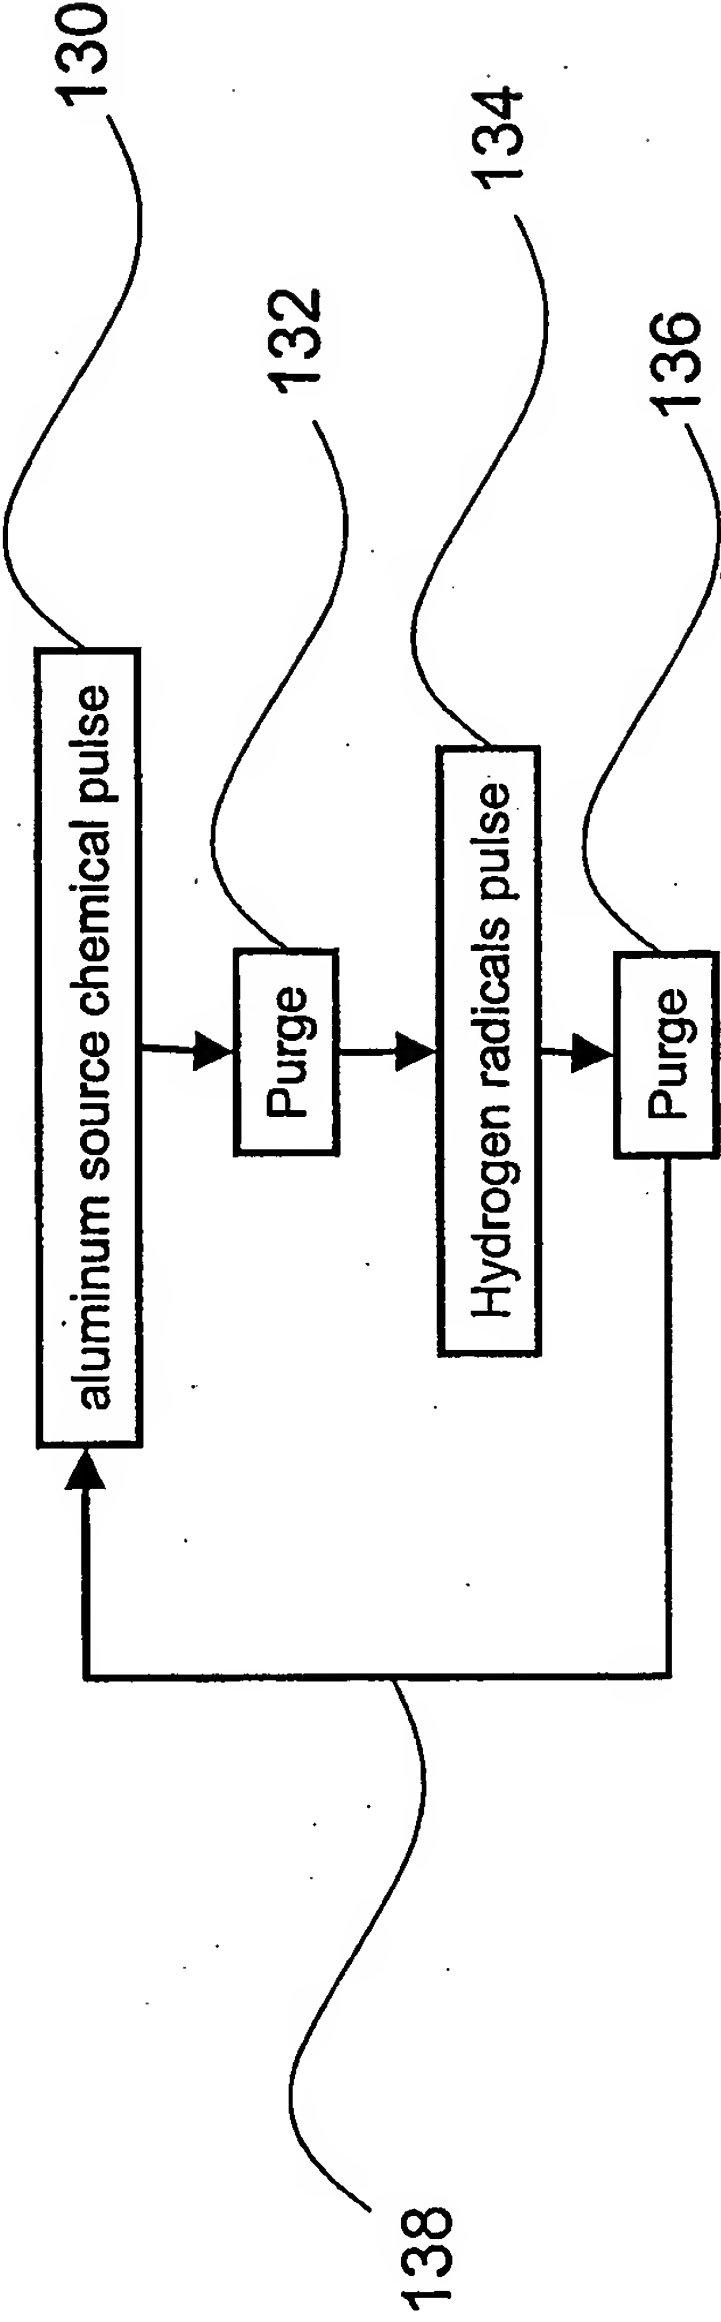 aluminum source chemical pulse
130
Purge
132
Hydrogen radicals pulse
134
Purge
136
138